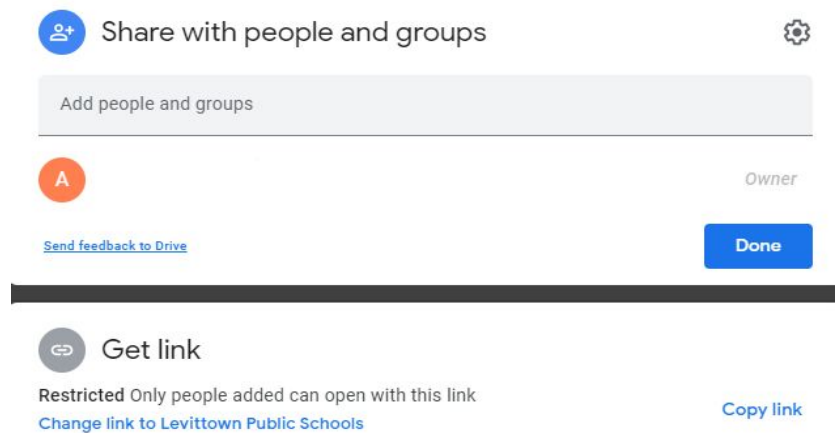 Share with people and groups
Add people and groups
A
Owner
Send feedback to Drive
Done
Get link
Restricted Only people added can open with this link
Change link to Levittown Public Schools
Copy link